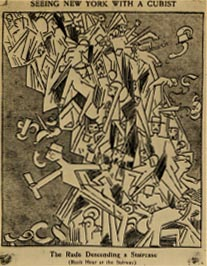 SEEING NEW YORK WITH A CUBIST
The Rude Descending a Staircase
(Rush Hour at the Subway)